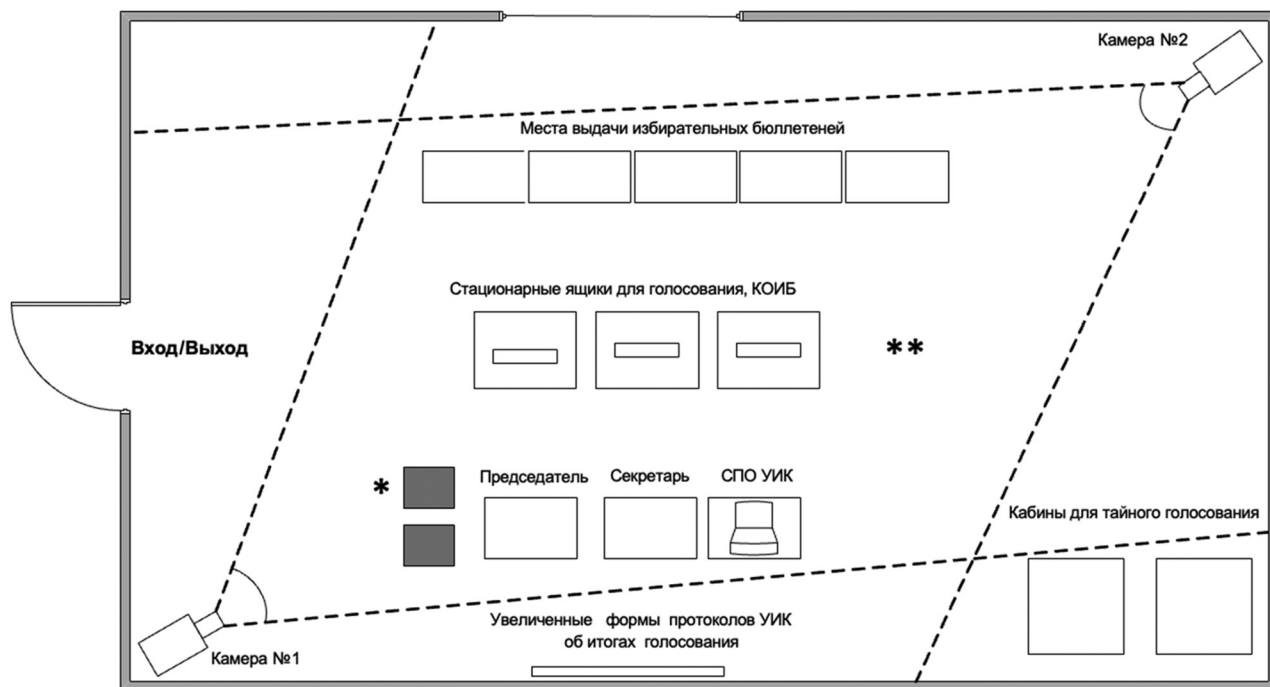 Камера №2
Места выдачи избирательных бюллетеней
Стационарные ящики для голосования, КОИБ
Вход/Выход
**
*
Председатель
Секретарь
СПО УИК
Кабины для тайного голосования
Увеличенные формы протоколов УИК
об итогах голосования
Камера №1